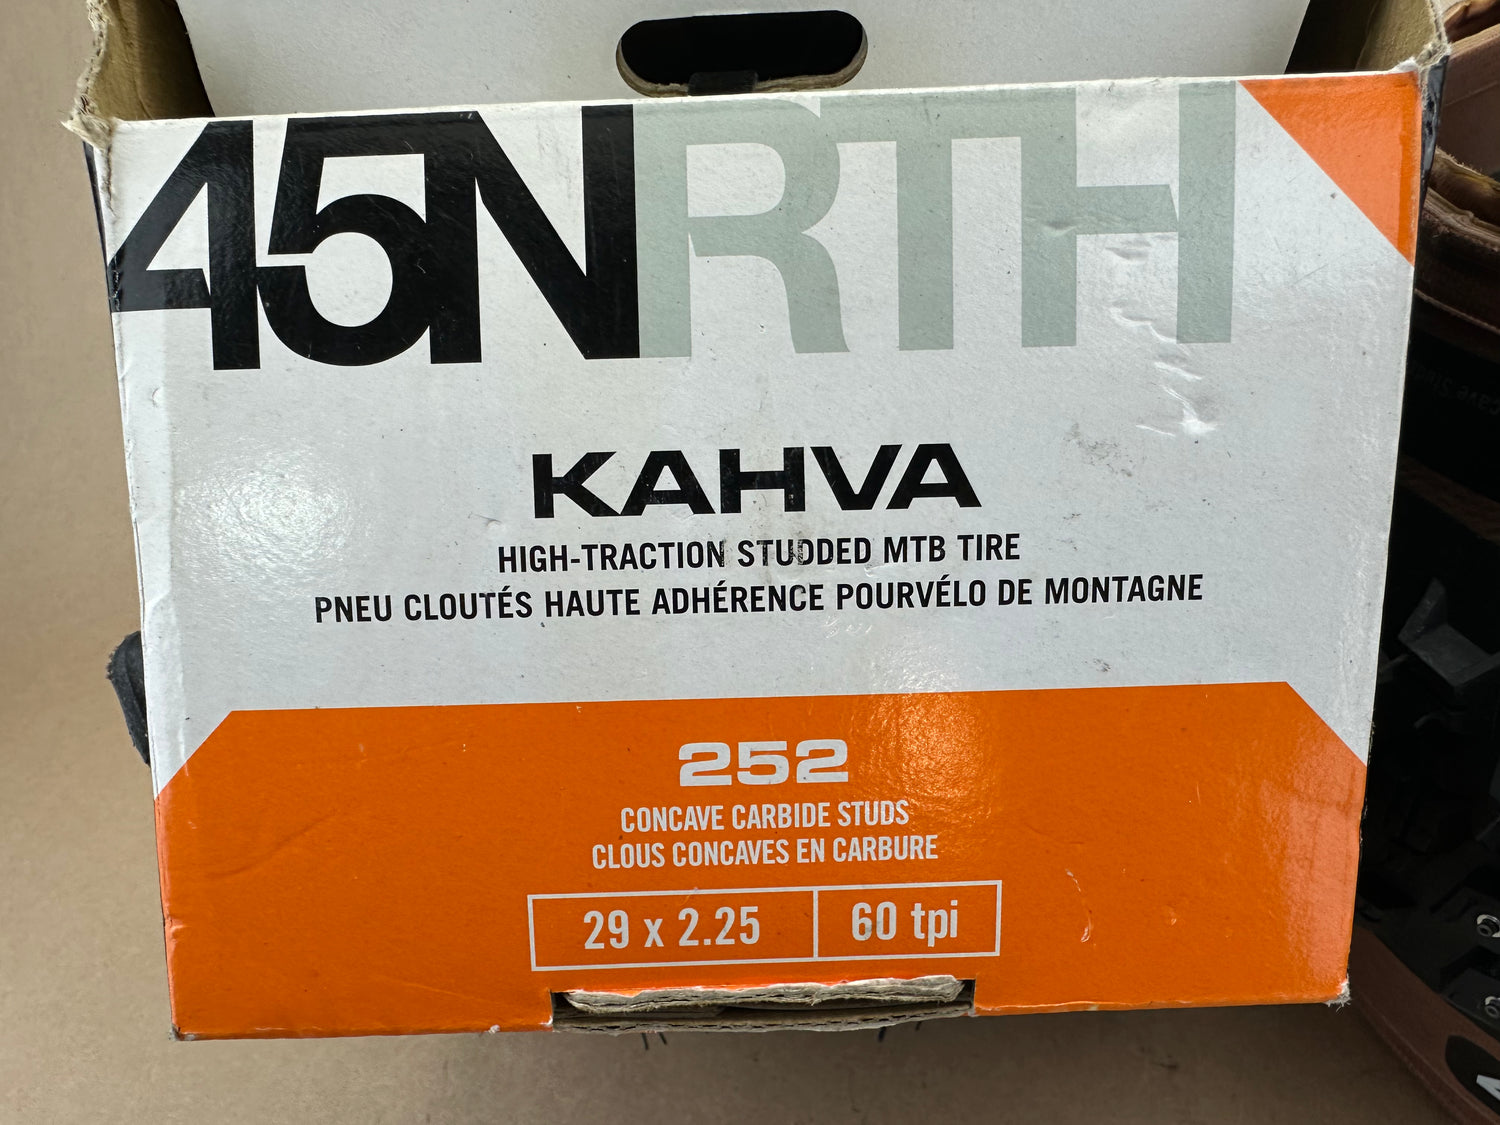 45NRTH
KAHVA
HIGH-TRACTION STUDDED MTB TIRE
PNEU CLOUTÉS HAUTE ADHÉRENCE POURVÉLO DE MONTAGNE
252
CONCAVE CARBIDE STUDS
CLOUS CONCAVES EN CARBURE
29 x 2.25
60 tpi